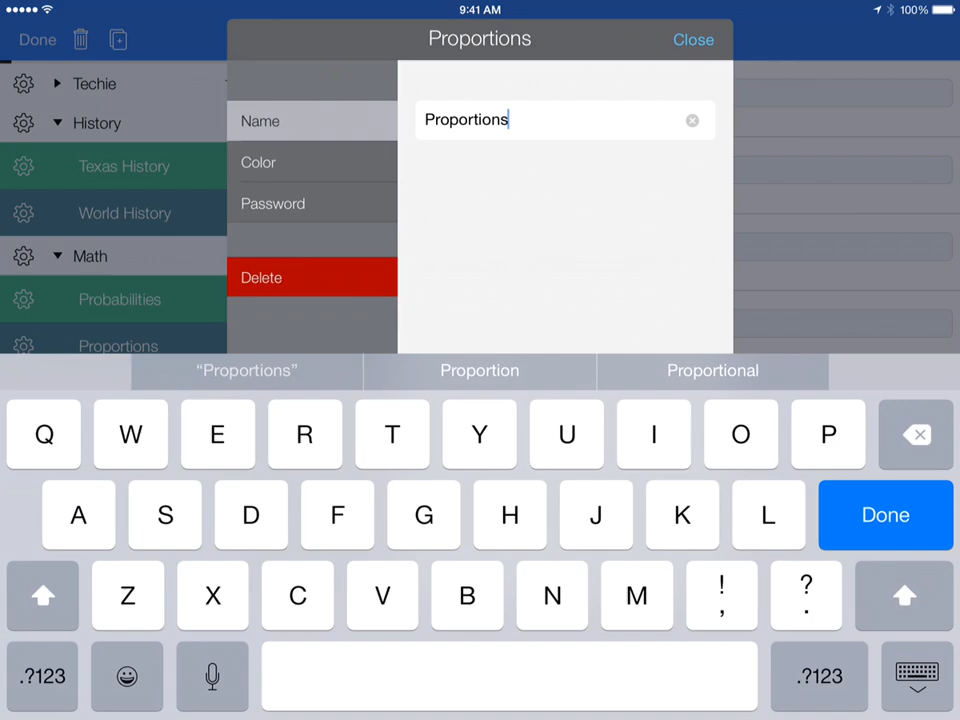 9:41 AM
100%
Done
Proportions
Close
Techie
History
Texas History
World History
Math
Probabilities
Proportions
Name
Color
Password
Delete
Proportions
“Proportions” Proportion Proportional
Q W E R T Y U I O P
A S D F G H J K L Done
Z X C V B N M ! , ? .
.?123 .?123